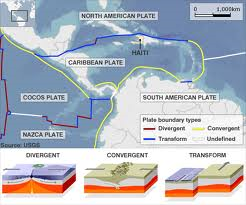 0 1,000km
NORTH AMERICAN PLATE
HAITI
CARIBBEAN PLATE
COCOS PLATE
SOUTH AMERICAN PLATE
Plate boundary types
Divergent Convergent
Transform Undefined
NAZCA PLATE
Source: USGS
DIVERGENT CONVERGENT TRANSFORM